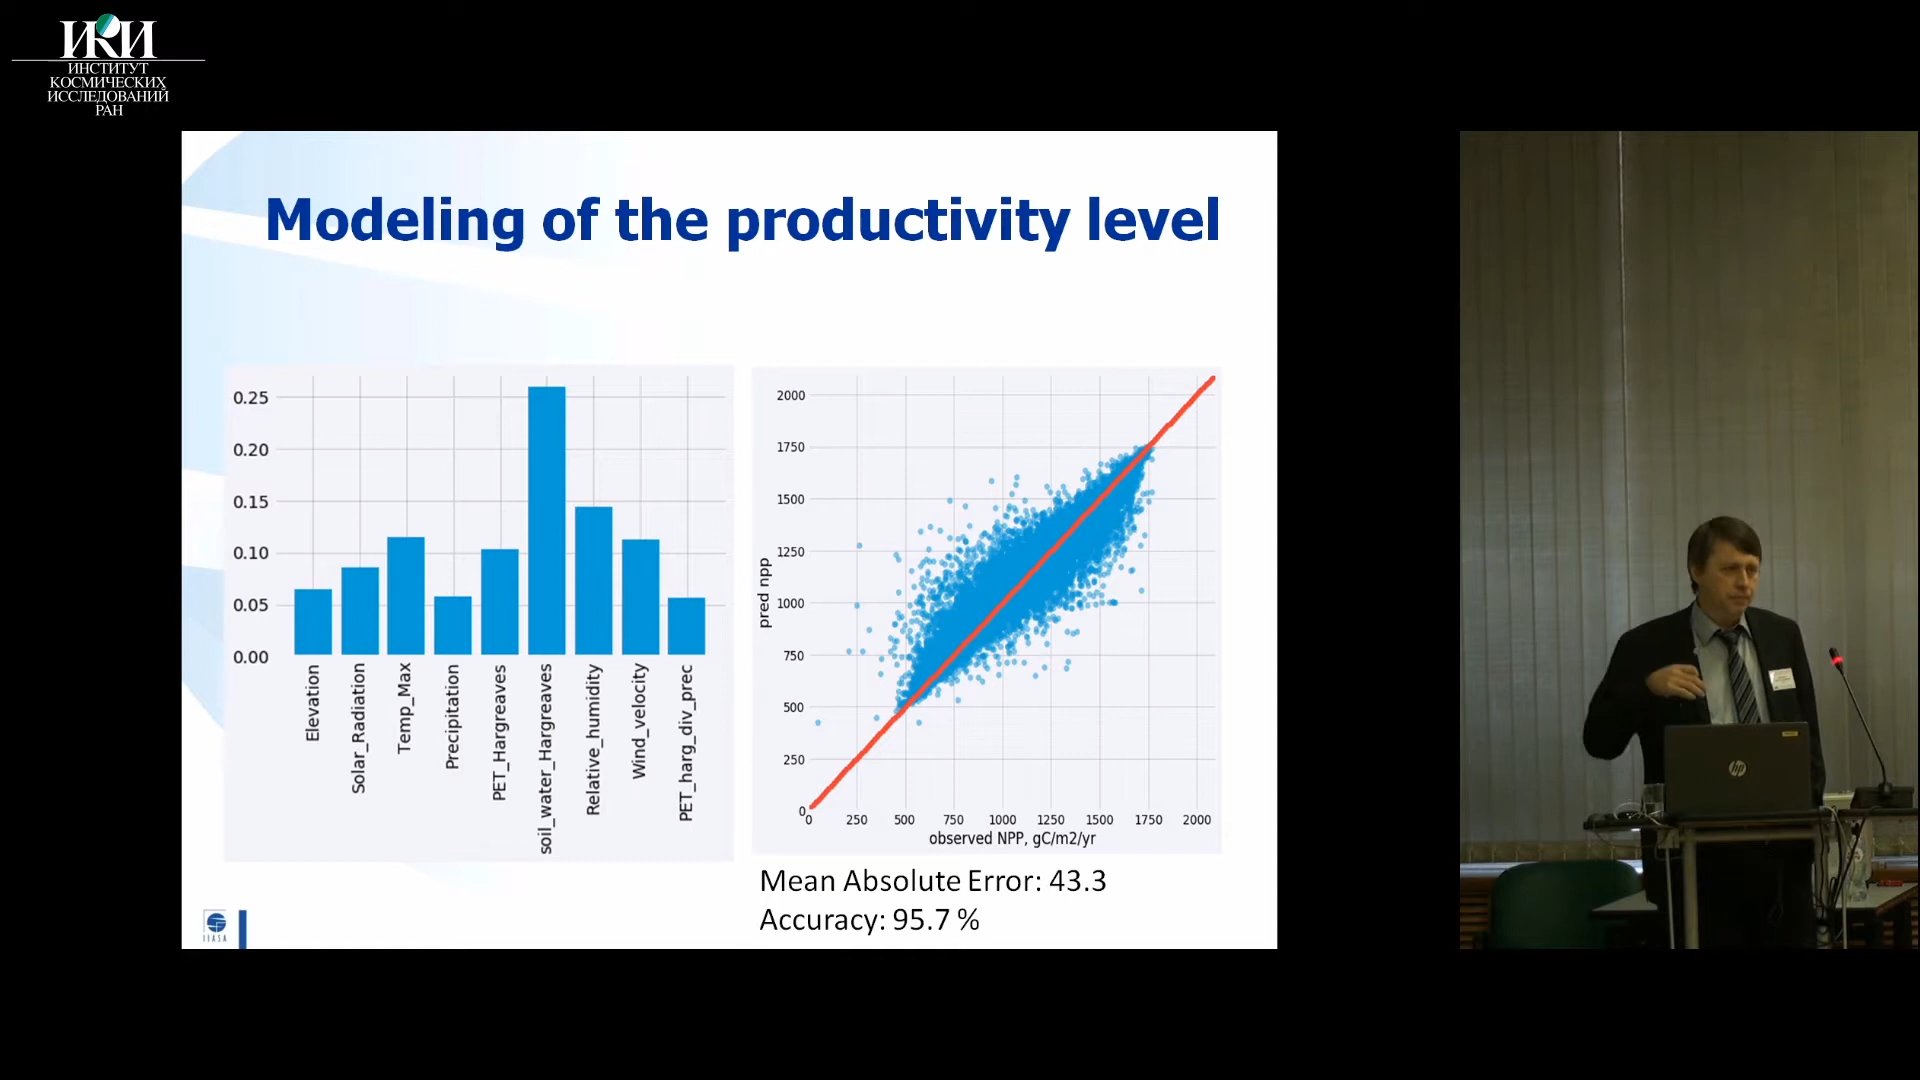 ИКИ
ИНСТИТУТ
КОСМИЧЕСКИХ
ИССЛЕДОВАНИЙ
РАН
Modeling of the productivity level
0.25
0.20
0.15
0.10
0.05
0.00
Elevation
Solar_Radiation
Temp_Max
Precipitation
PET_Hargreaves
soil_water_Hargreaves
Relative_humidity
Wind_velocity
PET_harg_div_prec
2000
1750
1500
1250
1000
750
500
250
0
pred npp
0 250 500 750 1000 1250 1500 1750 2000
observed NPP, gC/m2/yr
Mean Absolute Error: 43.3
Accuracy: 95.7 %
IIASA
hp